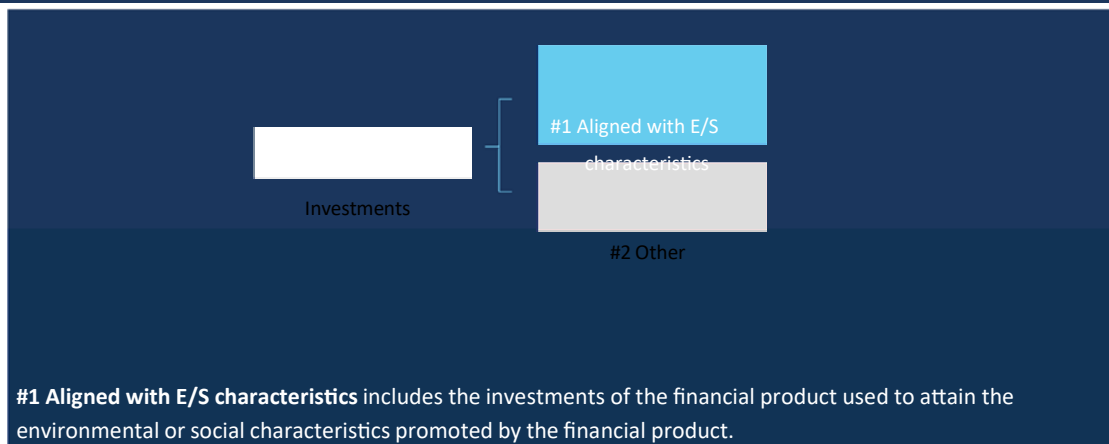 #1 Aligned with E/S
characteristics
Investments
#2 Other
#1 Aligned with E/S characteristics includes the investments of the financial product used to attain the
environmental or social characteristics promoted by the financial product.